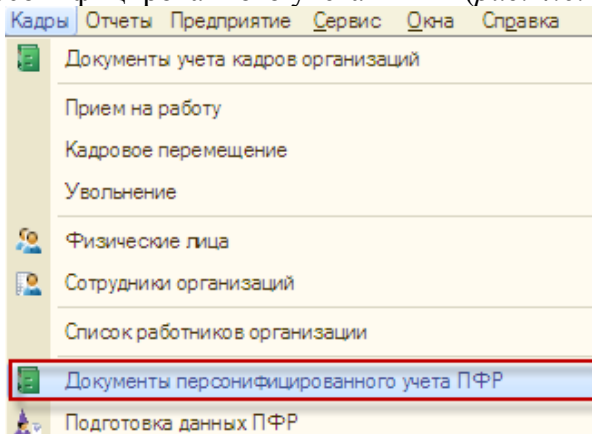 Кадры Отчеты Предприятие Сервис Окна Справка
Документы учета кадров организаций
Прием на работу
Кадровое перемещение
Увольнение
Физические лица
Сотрудники организаций
Список работников организации
Документы персонифицированного учета ПФР
Подготовка данных ПФР